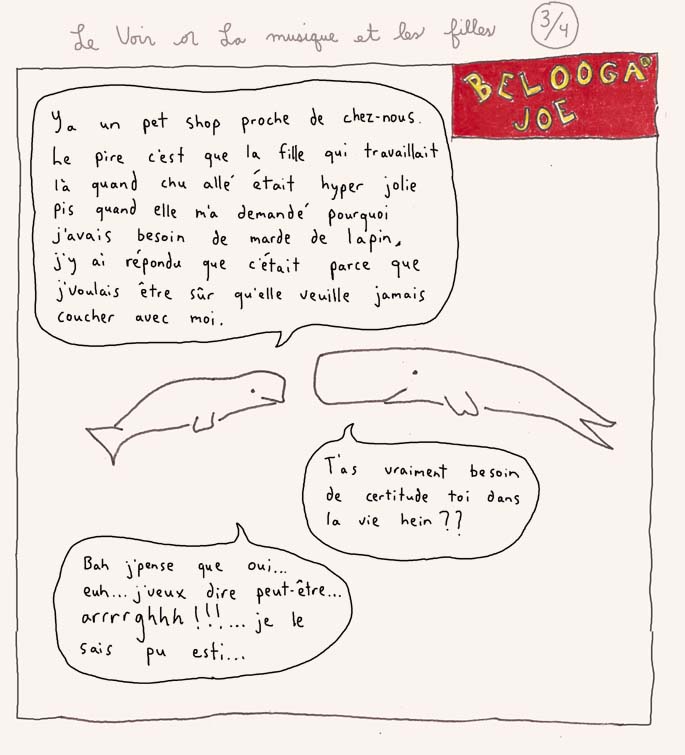 Le Voir or La musique et les filles 3/4
BELOOGA
JOE
Ya un pet shop proche de chez-nous.
Le pire c'est que la fille qui travaillait
là quand chu allé était hyper jolie
pis quand elle m'a demandé pourquoi
j'avais besoin de marde de lapin,
j'y ai répondu que c'était parce que
j'voulais être sûr qu'elle veuille jamais
coucher avec moi.
T'as vraiment besoin
de certitude toi dans
la vie hein??
Bah j'pense que oui...
euh... j'veux dire peut-être...
arrrrghhh!!!... je le
sais pu esti...